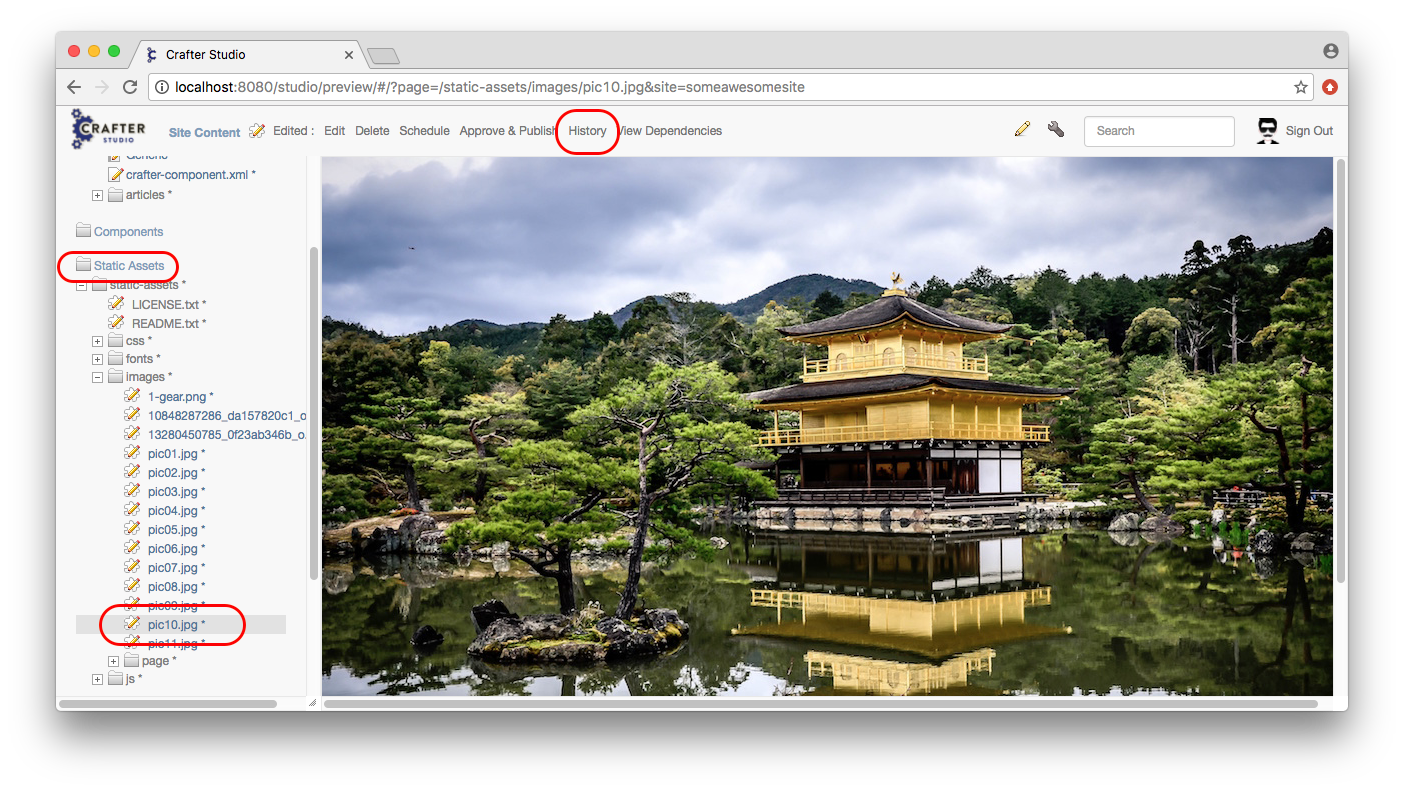 Crafter Studio
localhost:8080/studio/preview/#/?page=/static-assets/images/pic10.jpg&site=someawesomesite
CRAFTER
STUDIO
Site Content Edited : Edit Delete Schedule Approve & Publish History View Dependencies Search Sign Out
Generic
crafter-component.xml *
articles *
Components
Static Assets
static-assets *
LICENSE.txt *
README.txt *
css *
fonts *
images *
1-gear.png *
10848287286_da157820c1_o
13280450785_0f23ab346b_o.
pic01.jpg *
pic02.jpg *
pic03.jpg *
pic04.jpg *
pic05.jpg *
pic06.jpg *
pic07.jpg *
pic08.jpg *
pic09.jpg *
pic10.jpg *
pic11.jpg *
page *
js *